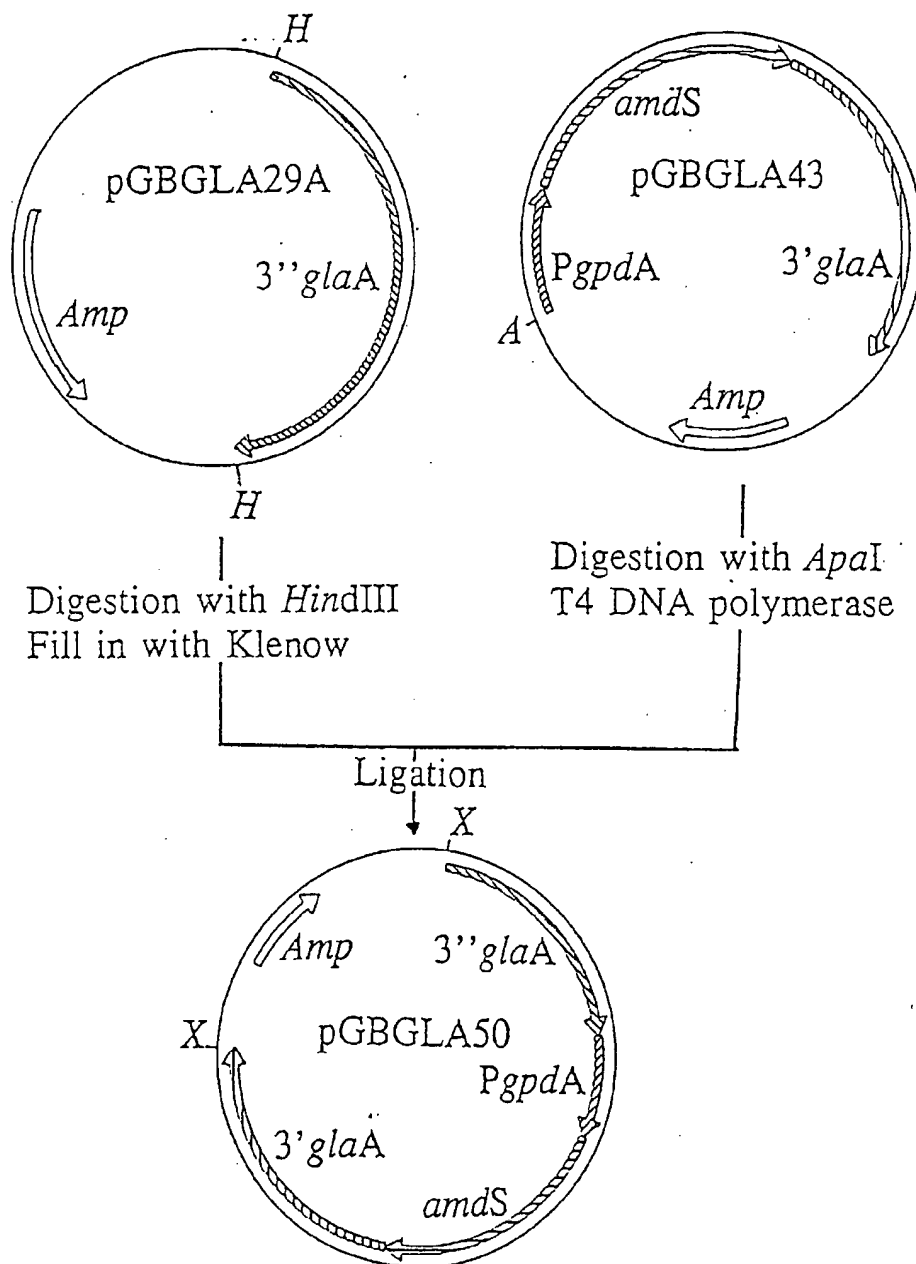 H
pGBGLA29A
3''glaA
Amp
H
amdS
pGBGLA43
PgpdA
3'glaA
A
Amp
Digestion with HindIII
Fill in with Klenow
Digestion with ApaI
T4 DNA polymerase
Ligation
X
Amp
3''glaA
X
pGBGLA50
PgpdA
3'glaA
amdS